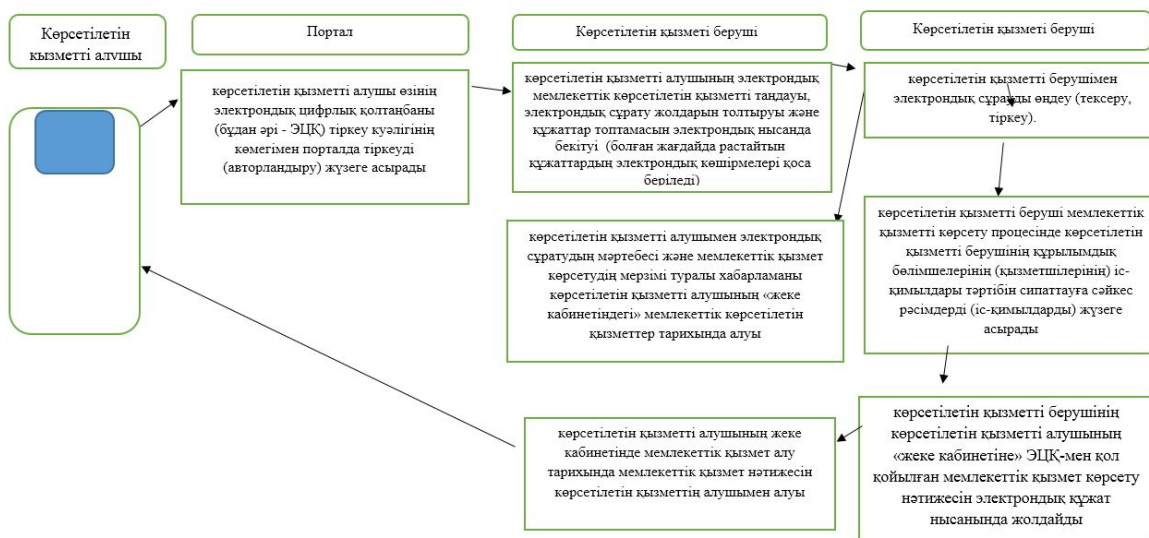 Көрсетілетін
қызметті алушы
Портал
Көрсетілетін қызметі беруші
Көрсетілетін қызметі беруші
көрсетілетін қызметті алушы өзінің
электрондық цифрлық қолтаңбаны
(бұдан әрі - ЭЦҚ) тіркеу куәлігінің
көмегімен порталда тіркеуді
(авторландыру) жүзеге асырады
көрсетілетін қызметті алушының электрондық
мемлекеттік көрсетілетін қызметті таңдауы,
электрондық сұрату жолдарын толтыруы және
құжаттар топтамасын электрондық нысанда
бекітуі (болған жағдайда растайтын
құжаттардың электрондық көшірмелері қоса
беріледі)
көрсетілетін қызметті берушімен
электрондық сұрауды өңдеу (тексеру,
тіркеу).
көрсетілетін қызметті алушымен электрондық
сұратудың мәртебесі және мемлекеттік қызмет
көрсетудің мерзімі туралы хабарламаны
көрсетілетін қызметті алушының «жеке
кабинетіндегі» мемлекеттік көрсетілетін
қызметтер тарихында алуы
көрсетілетін қызметті беруші мемлекеттік
қызметті көрсету процесінде көрсетілетін
қызметті берушінің құрылымдық
бөлімшелерінің (қызметшілерінің) іс-
қимылдары тәртібін сипаттауға сәйкес
рәсімдерді (іс-қимылдарды) жүзеге
асырады
көрсетілетін қызметті алушының жеке
кабинетінде мемлекеттік қызмет алу
тарихында мемлекеттік қызмет нәтижесін
көрсетілетін қызметтің алушымен алуы
көрсетілетін қызметті берушінің
көрсетілетін қызметті алушының
«жеке кабинетіне» ЭЦҚ-мен қол
қойылған мемлекеттік қызмет көрсету
нәтижесін электрондық құжат
нысанында жолдайды